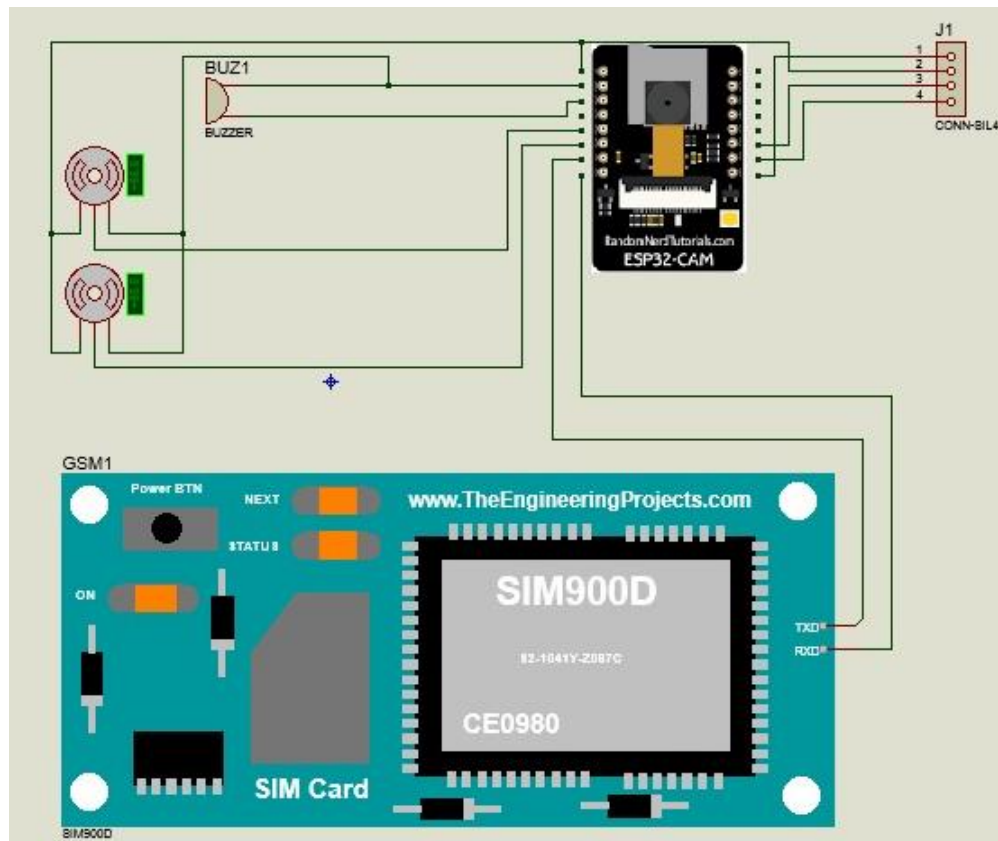 J1
1
2
3
4
CONN-SIL4
BUZ1
BUZZER
RandomNerdTutorials.com
ESP32-CAM
GSM1
Power BTN
NEXT
www.TheEngineeringProjects.com
STATUS
ON
SIM900D
TXD
RXD
CE0980
SIM Card
SIM900D